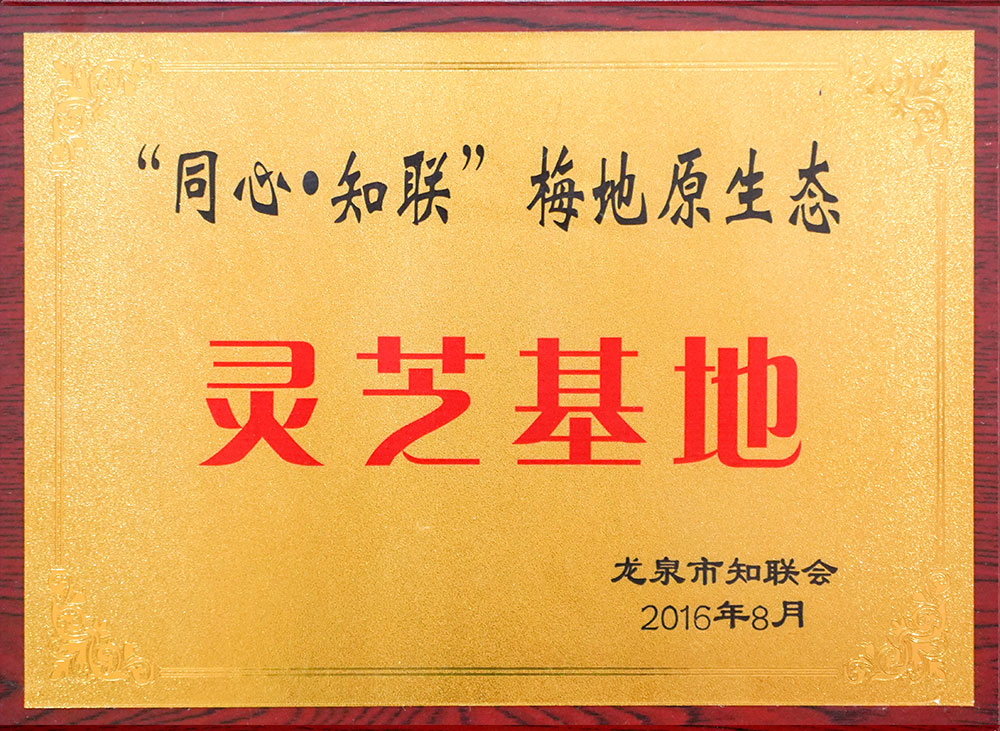 “同心·知联”梅地原生态
灵芝基地
龙泉市知联会
2016年8月